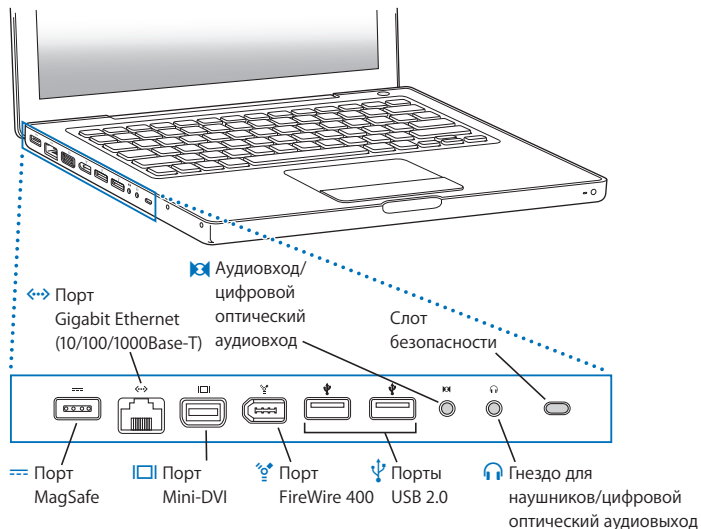 Аудиовход/
цифровой
оптический
аудиовход
Порт
Gigabit Ethernet
(10/100/1000Base-T)
Слот
безопасности
Порт
MagSafe
Порт
Mini-DVI
Порт
FireWire 400
Порты
USB 2.0
Гнездо для
наушников/цифровой
оптический аудиовыход